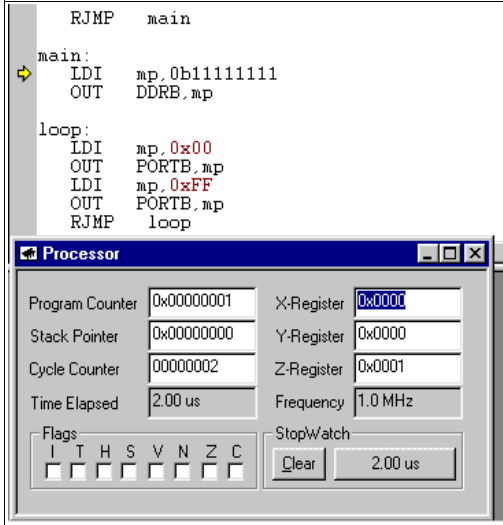 RJMP main
main:
LDI mp,0b11111111
OUT DDRB,mp
loop:
LDI mp,0x00
OUT PORTB,mp
LDI mp,0xFF
OUT PORTB,mp
RJMP loop
Processor
Program Counter 0x00000001 X-Register 0x0000
Stack Pointer 0x00000000 Y-Register 0x0000
Cycle Counter 00000002 Z-Register 0x0001
Time Elapsed 2.00 us Frequency 1.0 MHz
Flags StopWatch
I T H S V N Z C
Clear 2.00 us